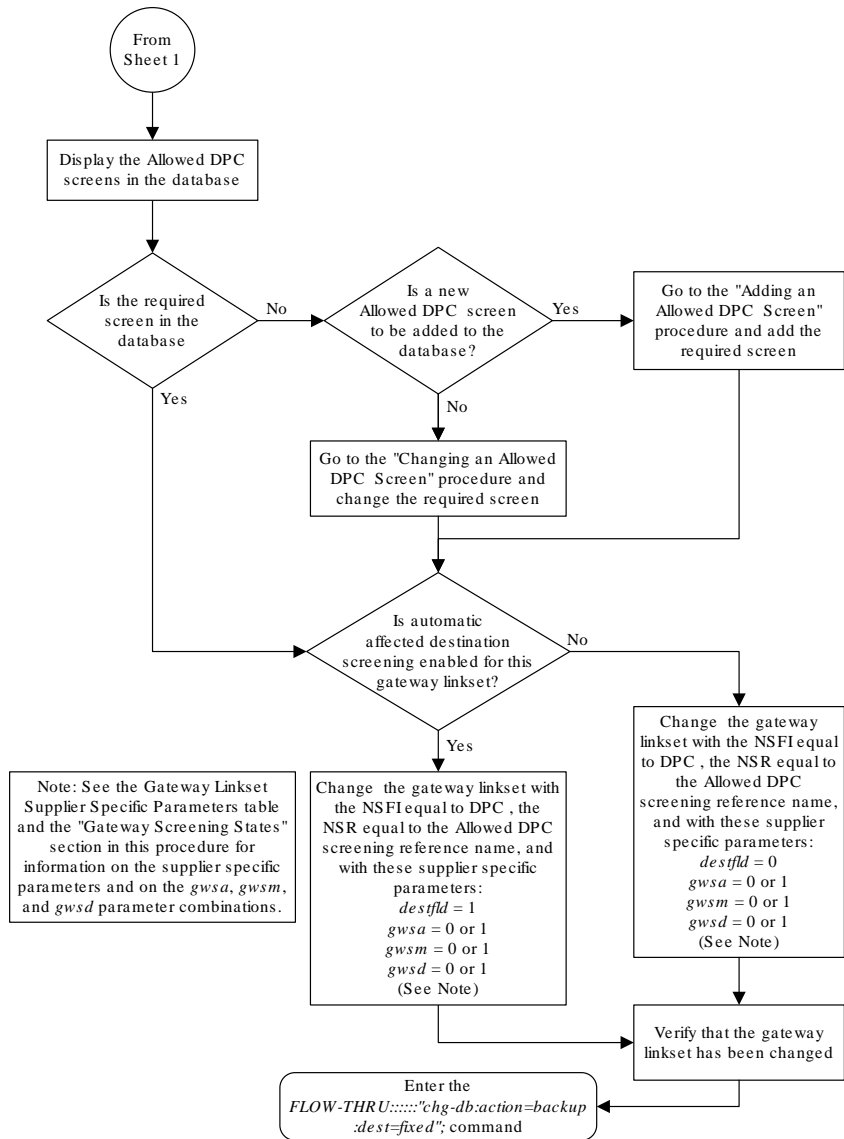 From
Sheet 1
Display the Allowed DPC
screens in the database
Is the required
screen in the
database
No
Yes
Is a new
Allowed DPC screen
to be added to the
database?
Yes
No
Go to the "Adding an
Allowed DPC Screen"
procedure and add the
required screen
Go to the "Changing an Allowed
DPC Screen" procedure and
change the required screen
Is automatic
affected destination
screening enabled for this
gateway linkset?
No
Yes
Note: See the Gateway Linkset
Supplier Specific Parameters table
and the "Gateway Screening States"
section in this procedure for
information on the supplier specific
parameters and on the gwsa, gwsm,
and gwsd parameter combinations.
Change the gateway linkset with
the NSFI equal to DPC , the
NSR equal to the Allowed DPC
screening reference name, and
with these supplier specific
parameters:
destfld = 1
gwsa = 0 or 1
gwsm = 0 or 1
gwsd = 0 or 1
(See Note)
Change the gateway
linkset with the NSFI equal
to DPC , the NSR equal to
the Allowed DPC
screening reference name,
and with these supplier
specific parameters:
destfld = 0
gwsa = 0 or 1
gwsm = 0 or 1
gwsd = 0 or 1
(See Note)
Verify that the gateway
linkset has been changed
Enter the
FLOW-THRU::::::"chg-db:action=backup
:dest=fixed"; command